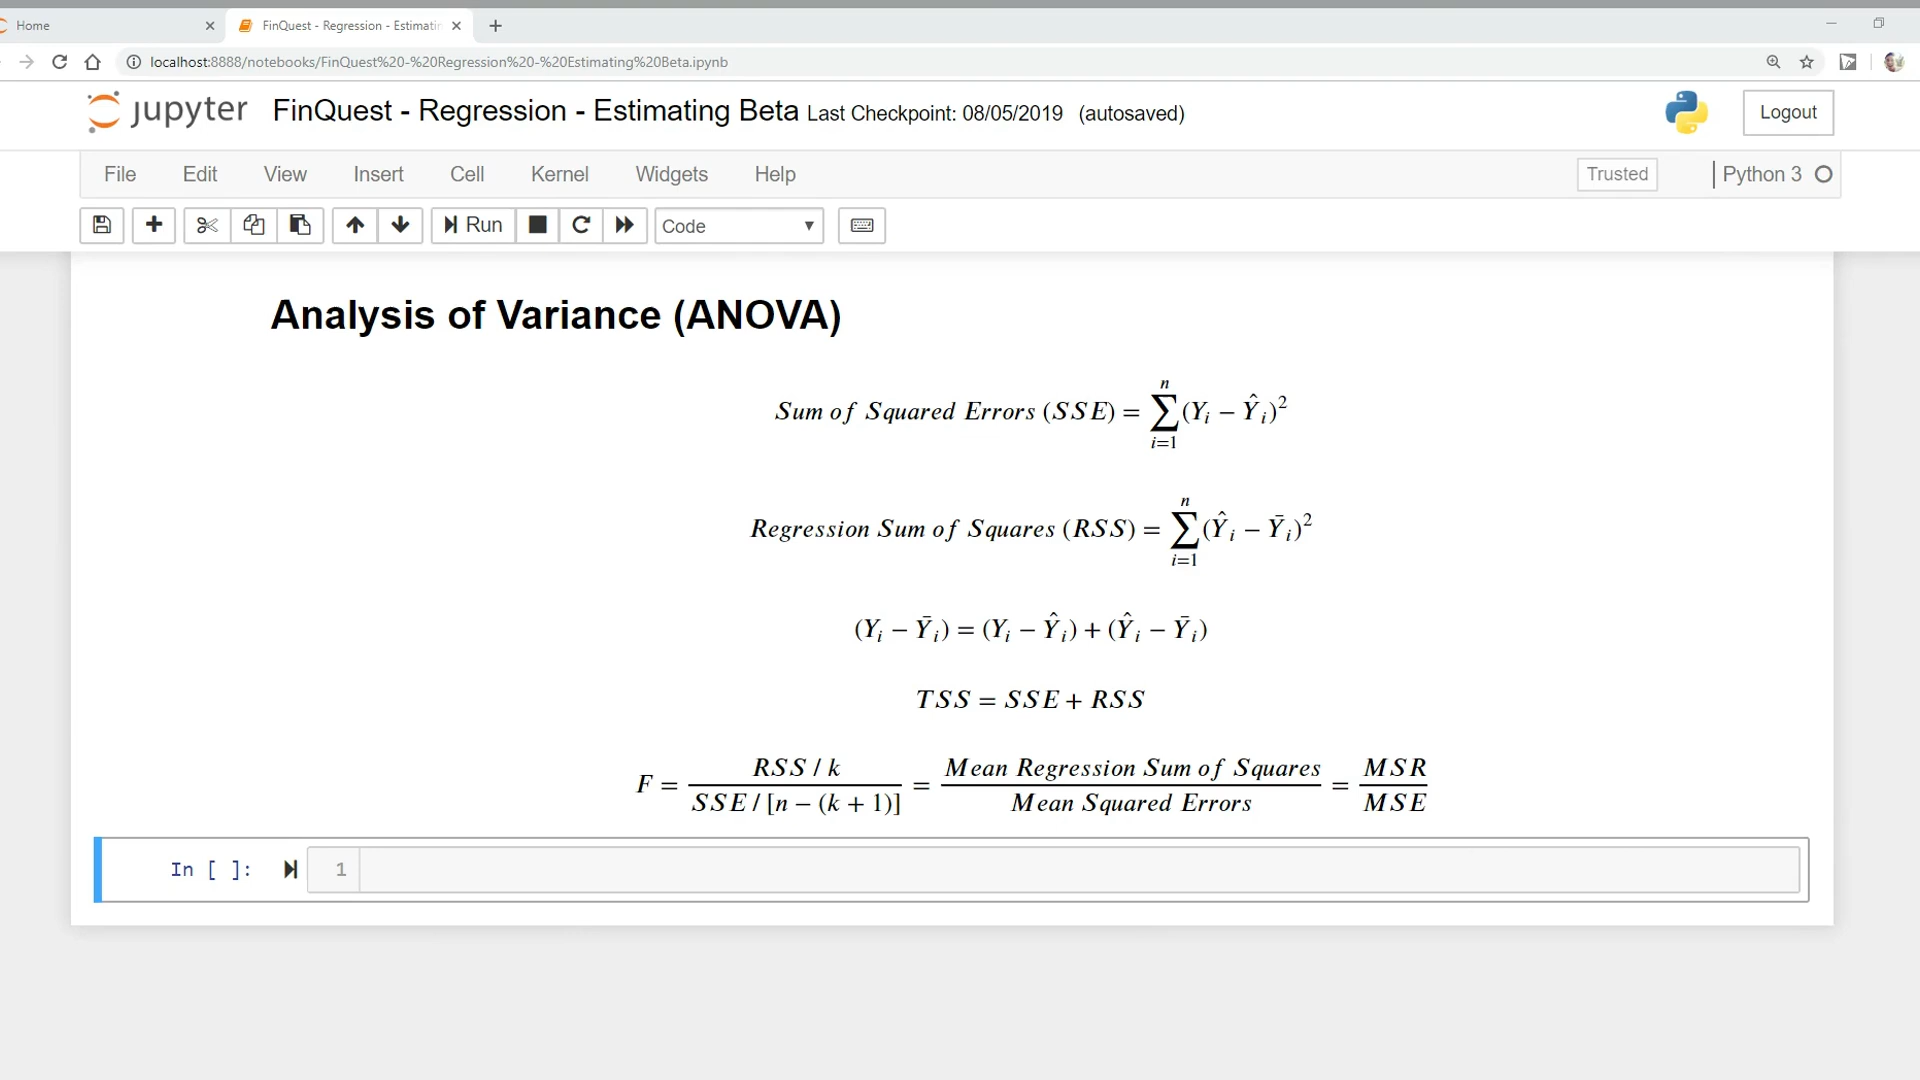 Home
FinQuest - Regression - Estimatin
localhost:8888/notebooks/FinQuest%20-%20Regression%20-%20Estimating%20Beta.ipynb
jupyter FinQuest - Regression - Estimating Beta Last Checkpoint: 08/05/2019 (autosaved) Logout
File Edit View Insert Cell Kernel Widgets Help Trusted Python 3
Run Code
Analysis of Variance (ANOVA)
Sum of Squared Errors (SSE) = ∑_{i=1}^{n} (Y_i − Ŷ_i)²
Regression Sum of Squares (RSS) = ∑_{i=1}^{n} (Ŷ_i − Ȳ_i)²
(Y_i − Ȳ_i) = (Y_i − Ŷ_i) + (Ŷ_i − Ȳ_i)
TSS = SSE + RSS
F = \frac{RSS / k}{SSE / [n − (k + 1)]} = \frac{Mean Regression Sum of Squares}{Mean Squared Errors} = \frac{MSR}{MSE}
In [ ]: 1